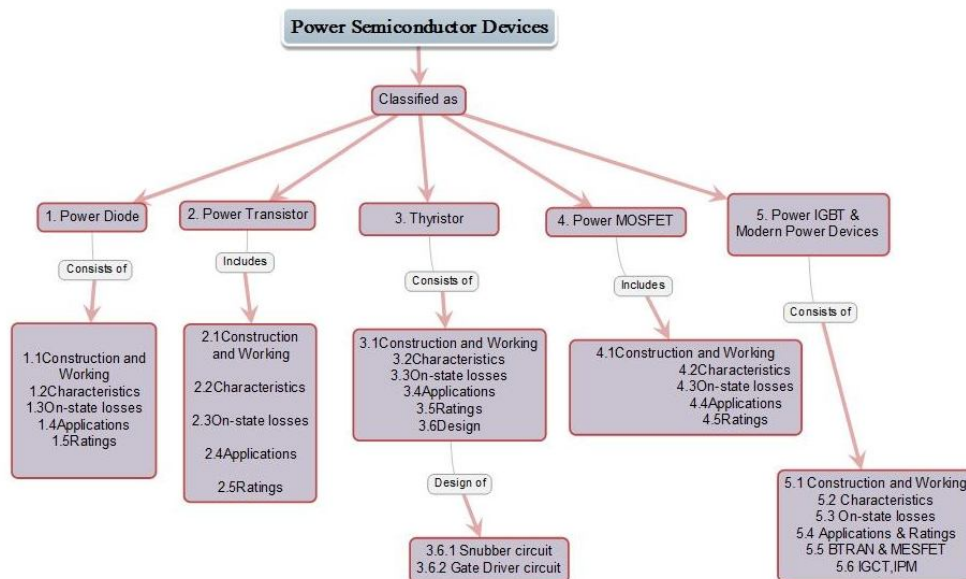 Power Semiconductor Devices
Classified as
1. Power Diode
2. Power Transistor
3. Thyristor
4. Power MOSFET
5. Power IGBT &
Modern Power Devices
Consists of
Includes
Consists of
Includes
Consists of
1.1Construction and
Working
1.2Characteristics
1.3On-state losses
1.4Applications
1.5Ratings
2.1Construction
and Working
2.2Characteristics
2.3On-state losses
2.4Applications
2.5Ratings
3.1Construction and Working
3.2Characteristics
3.3On-state losses
3.4Applications
3.5Ratings
3.6Design
4.1Construction and Working
4.2Characteristics
4.3On-state losses
4.4Applications
4.5Ratings
Design of
3.6.1 Snubber circuit
3.6.2 Gate Driver circuit
5.1 Construction and Working
5.2 Characteristics
5.3 On-state losses
5.4 Applications & Ratings
5.5 BTRAN & MESFET
5.6 IGCT,IPM